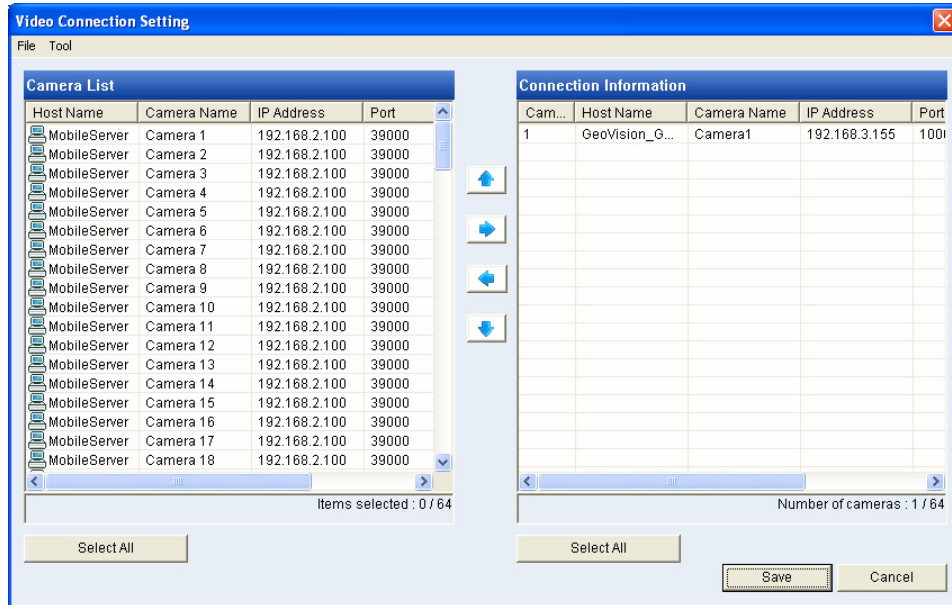 Video Connection Setting
File Tool
Camera List
Host Name Camera Name IP Address Port
MobileServer Camera 1 192.168.2.100 39000
MobileServer Camera 2 192.168.2.100 39000
MobileServer Camera 3 192.168.2.100 39000
MobileServer Camera 4 192.168.2.100 39000
MobileServer Camera 5 192.168.2.100 39000
MobileServer Camera 6 192.168.2.100 39000
MobileServer Camera 7 192.168.2.100 39000
MobileServer Camera 8 192.168.2.100 39000
MobileServer Camera 9 192.168.2.100 39000
MobileServer Camera 10 192.168.2.100 39000
MobileServer Camera 11 192.168.2.100 39000
MobileServer Camera 12 192.168.2.100 39000
MobileServer Camera 13 192.168.2.100 39000
MobileServer Camera 14 192.168.2.100 39000
MobileServer Camera 15 192.168.2.100 39000
MobileServer Camera 16 192.168.2.100 39000
MobileServer Camera 17 192.168.2.100 39000
MobileServer Camera 18 192.168.2.100 39000
Items selected : 0 / 64
Select All
Connection Information
Cam... Host Name Camera Name IP Address Port
1 GeoVision_G... Camera1 192.168.3.155
Number of cameras : 1 / 64
Select All
Save Cancel